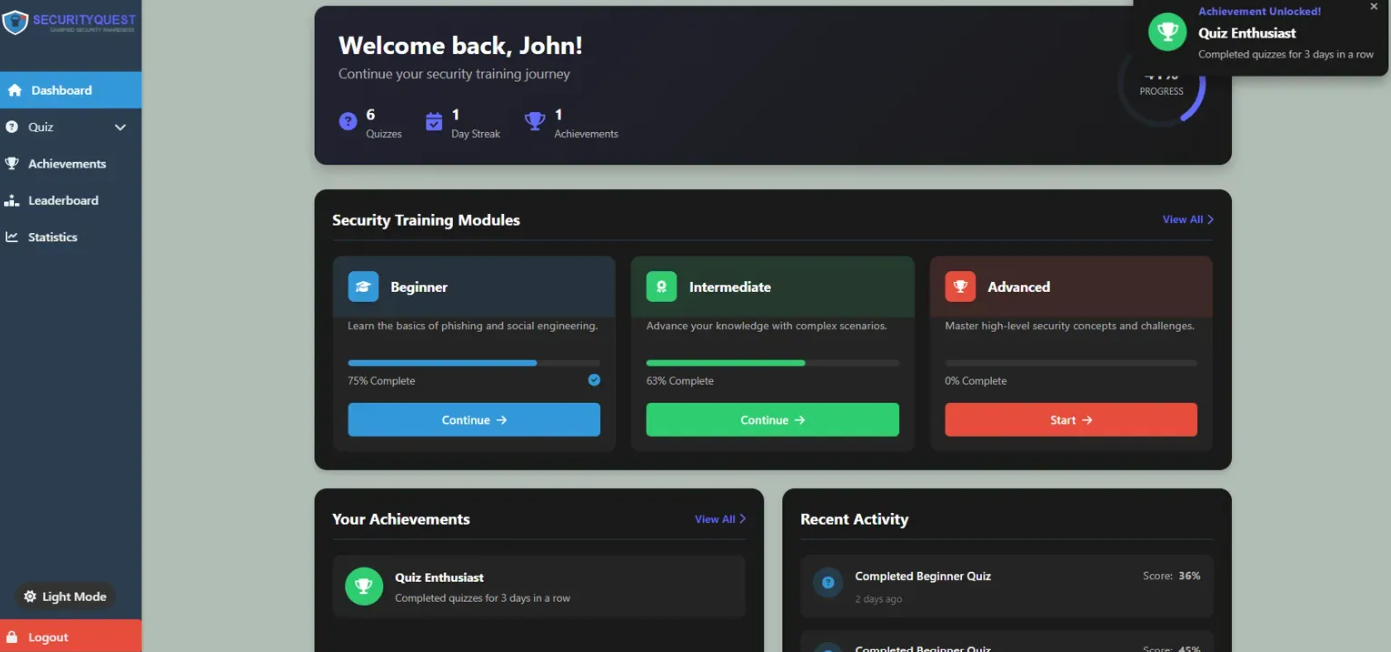 SECURITYQUEST
GAMIFIED SECURITY AWARENESS
Dashboard
Quiz
Achievements
Leaderboard
Statistics
Light Mode
Logout
Welcome back, John!
Continue your security training journey
6
Quizzes
1
Day Streak
1
Achievements
PROGRESS
Achievement Unlocked!
Quiz Enthusiast
Completed quizzes for 3 days in a row
Security Training Modules
View All
Beginner
Learn the basics of phishing and social engineering.
75% Complete
Continue
Intermediate
Advance your knowledge with complex scenarios.
63% Complete
Continue
Advanced
Master high-level security concepts and challenges.
0% Complete
Start
Your Achievements
View All
Quiz Enthusiast
Completed quizzes for 3 days in a row
Recent Activity
Completed Beginner Quiz
Score: 36%
2 days ago
Completed Beginner Quiz
Score: 45%